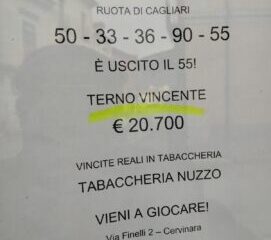 RUOTA DI CAGLIARI
50 - 33 - 36 - 90 - 55
È USCITO IL 55!
TERNO VINCENTE
€ 20.700
VINCITE REALI IN TABACCHERIA
TABACCHERIA NUZZO
VIENI A GIOCARE!
Via Finelli 2 – Cervinara